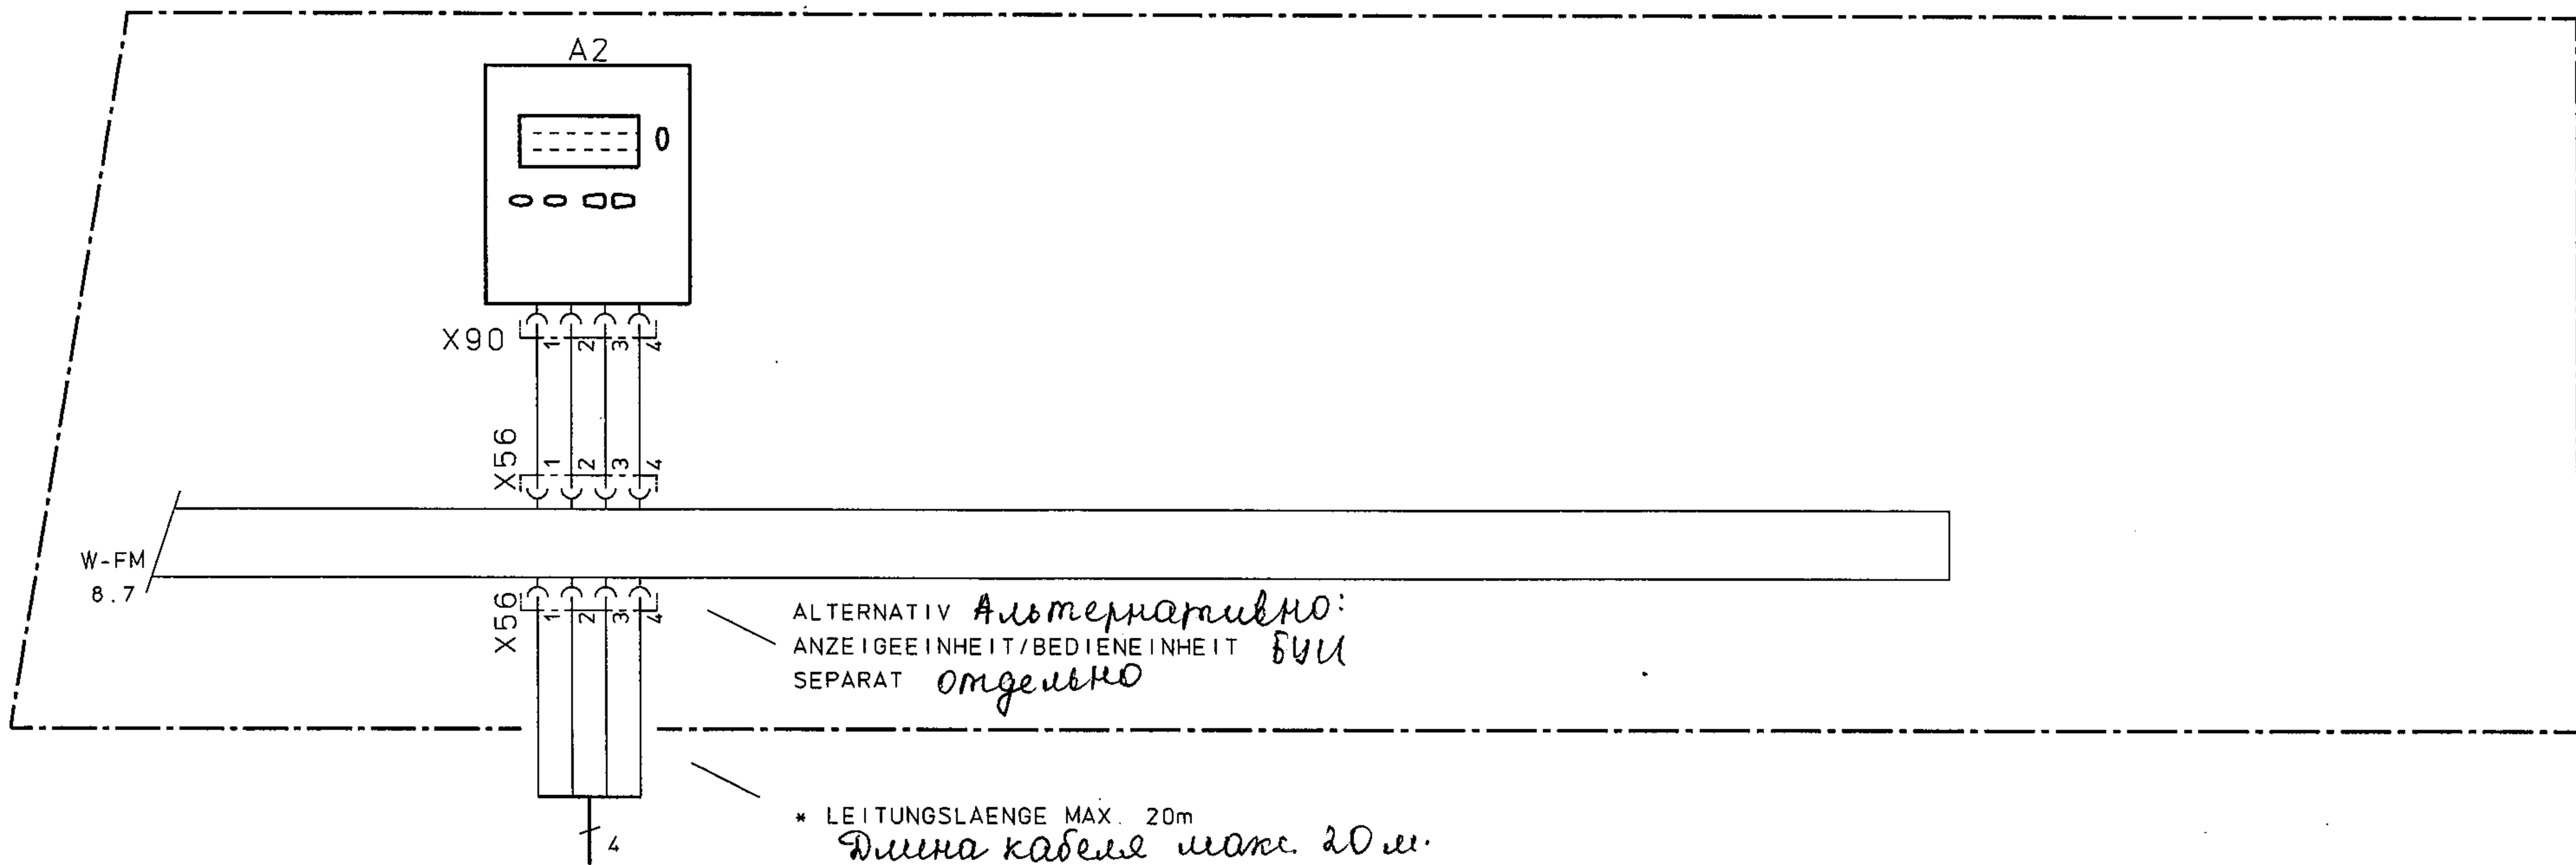 A2
X90 1 2 3 4
X56 1 2 3 4
W-FM
8.7
X56 1 2 3 4
ALTERNATIV Альтернативно:
ANZEIGEEINHEIT/BEDIENEINHEIT БУИ
SEPARAT отдельно
* LEITUNGSLAENGE MAX. 20m
Длина кабеля макс. 20 м.
4